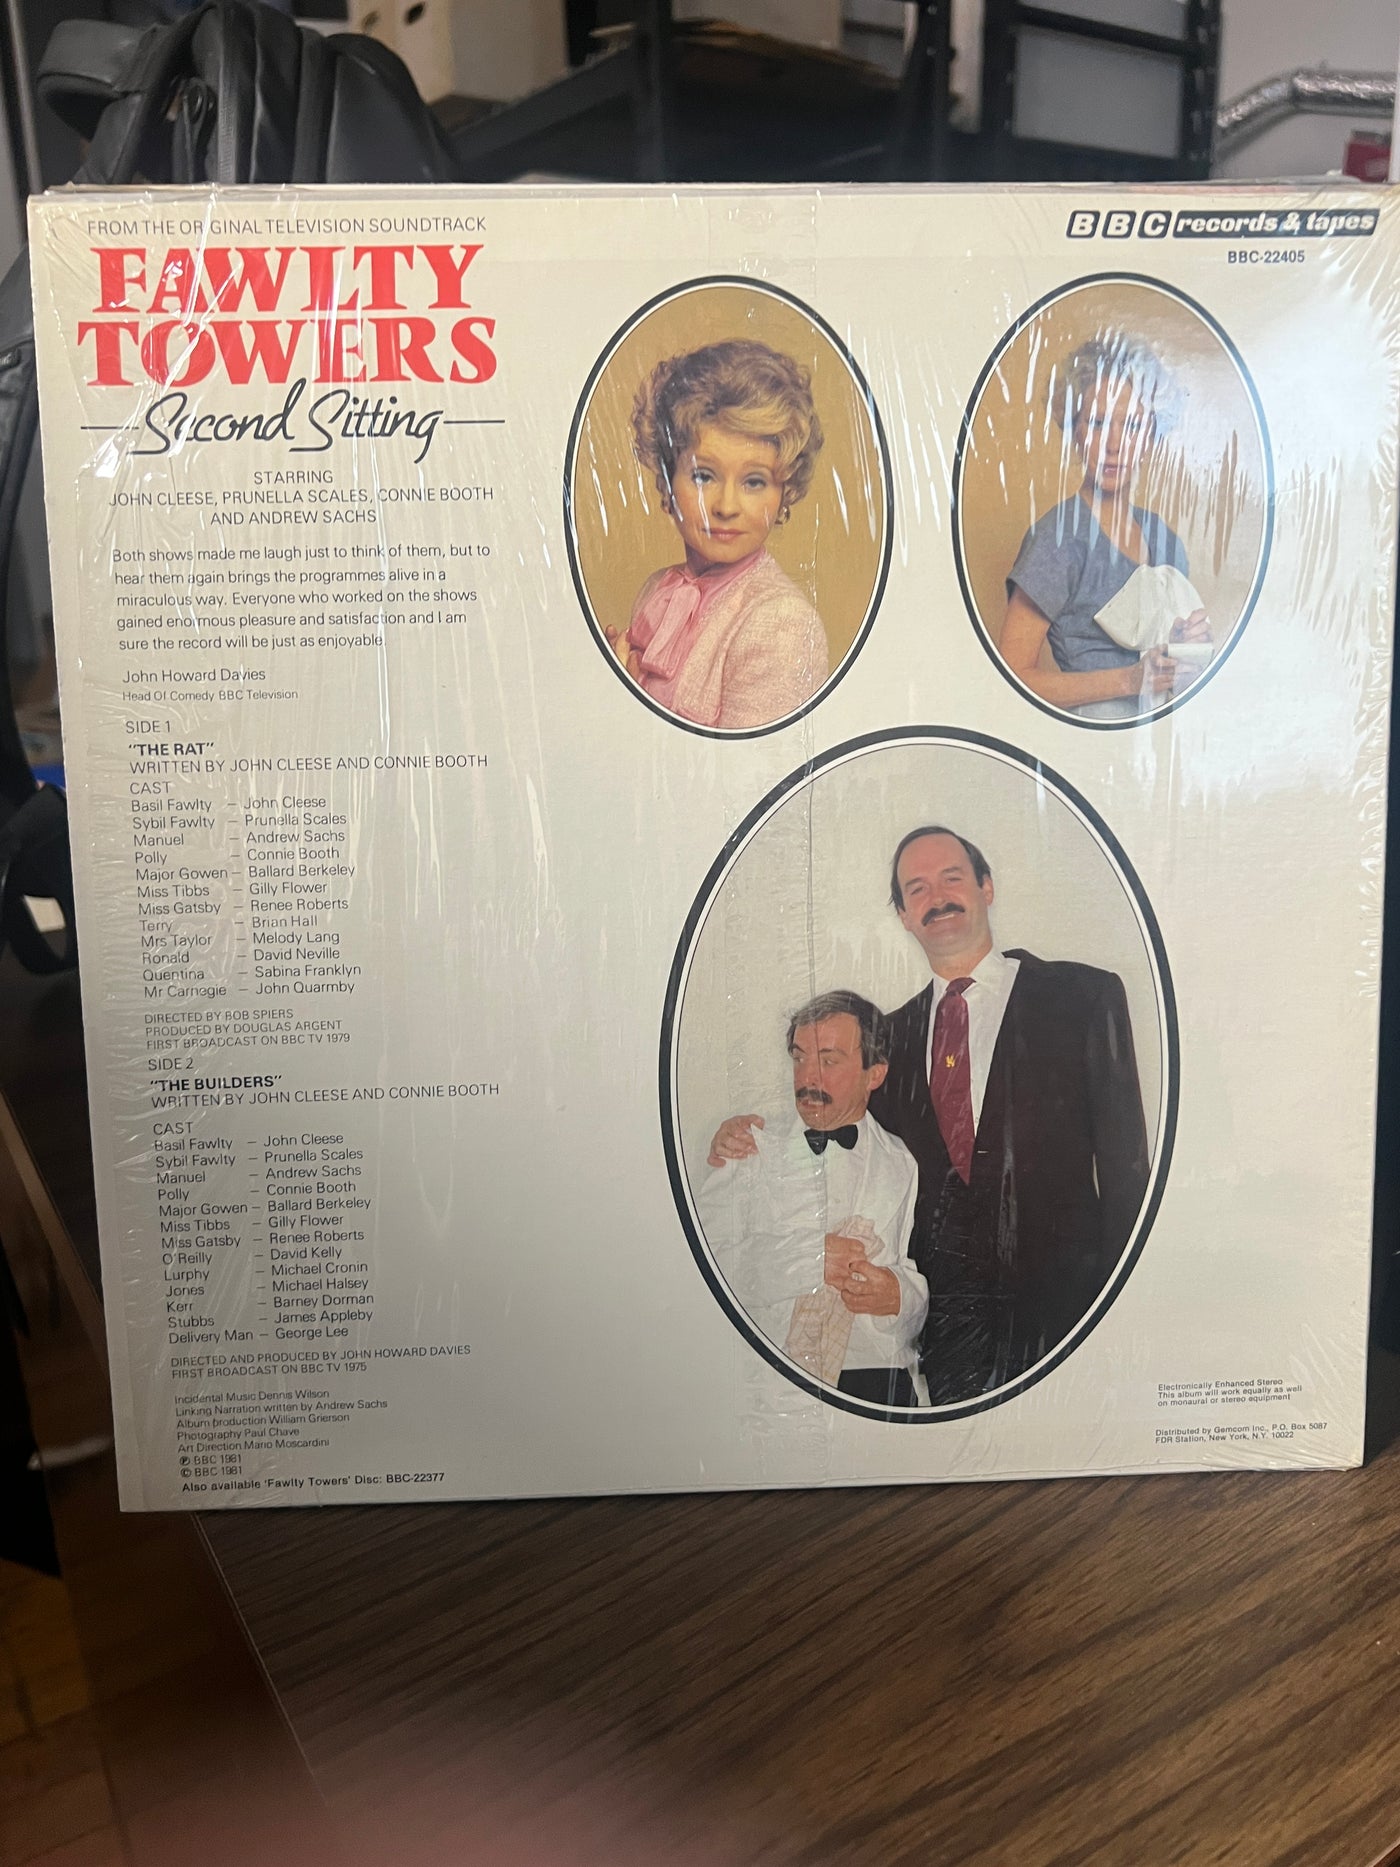 FROM THE ORIGINAL TELEVISION SOUNDTRACK
FAWLTY
TOWERS
Second Sitting
STARRING
JOHN CLEESE, PRUNELLA SCALES, CONNIE BOOTH
AND ANDREW SACHS
Both shows made me laugh just to think of them, but to
hear them again brings the programmes alive in a
miraculous way. Everyone who worked on the shows
gained enormous pleasure and satisfaction and I am
sure the record will be just as enjoyable.
John Howard Davies
Head Of Comedy BBC Television
SIDE 1
"THE RAT"
WRITTEN BY JOHN CLEESE AND CONNIE BOOTH
CAST
Basil Fawlty – John Cleese
Sybil Fawlty – Prunella Scales
Manuel – Andrew Sachs
Polly – Connie Booth
Major Gowen – Ballard Berkeley
Miss Tibbs – Gilly Flower
Miss Gatsby – Renee Roberts
Terry – Brian Hall
Mrs Taylor – Melody Lang
Ronald – David Neville
Quentina – Sabina Franklyn
Mr Carnegie – John Quarmby
DIRECTED BY BOB SPIERS
PRODUCED BY DOUGLAS ARGENT
FIRST BROADCAST ON BBC TV 1979
SIDE 2
"THE BUILDERS"
WRITTEN BY JOHN CLEESE AND CONNIE BOOTH
CAST
Basil Fawlty – John Cleese
Sybil Fawlty – Prunella Scales
Manuel – Andrew Sachs
Polly – Connie Booth
Major Gowen – Ballard Berkeley
Miss Tibbs – Gilly Flower
Miss Gatsby – Renee Roberts
O'Reilly – David Kelly
Lurphy – Michael Cronin
Jones – Michael Halsey
Kerr – Barney Dorman
Stubbs – James Appleby
Delivery Man – George Lee
DIRECTED AND PRODUCED BY JOHN HOWARD DAVIES
FIRST BROADCAST ON BBC TV 1975
Incidental Music Dennis Wilson
Linking Narration written by Andrew Sachs
Album production William Grierson
Photography Paul Chave
Art Direction Mario Moscardini
℗ BBC 1981
© BBC 1981
Also available 'Fawlty Towers' Disc: BBC-22377
BBC records & tapes
BBC-22405
Electronically Enhanced Stereo
This album will work equally as well
on monaural or stereo equipment
Distributed by Gemcom Inc., P.O. Box 5087
FDR Station, New York, N.Y. 10022